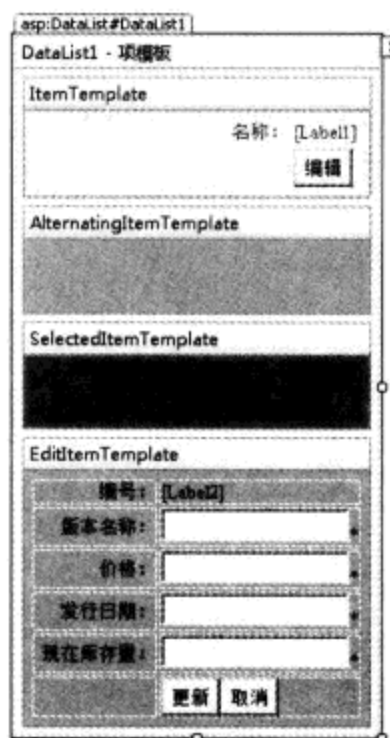 asp:DataList#DataList1
DataList1 - 项模板
ItemTemplate
名称： [Label1]
编辑
AlternatingItemTemplate
SelectedItemTemplate
EditItemTemplate
编号： [Label2]
版本名称： *
价格： *
发行日期： *
现在库存量： *
更新 取消